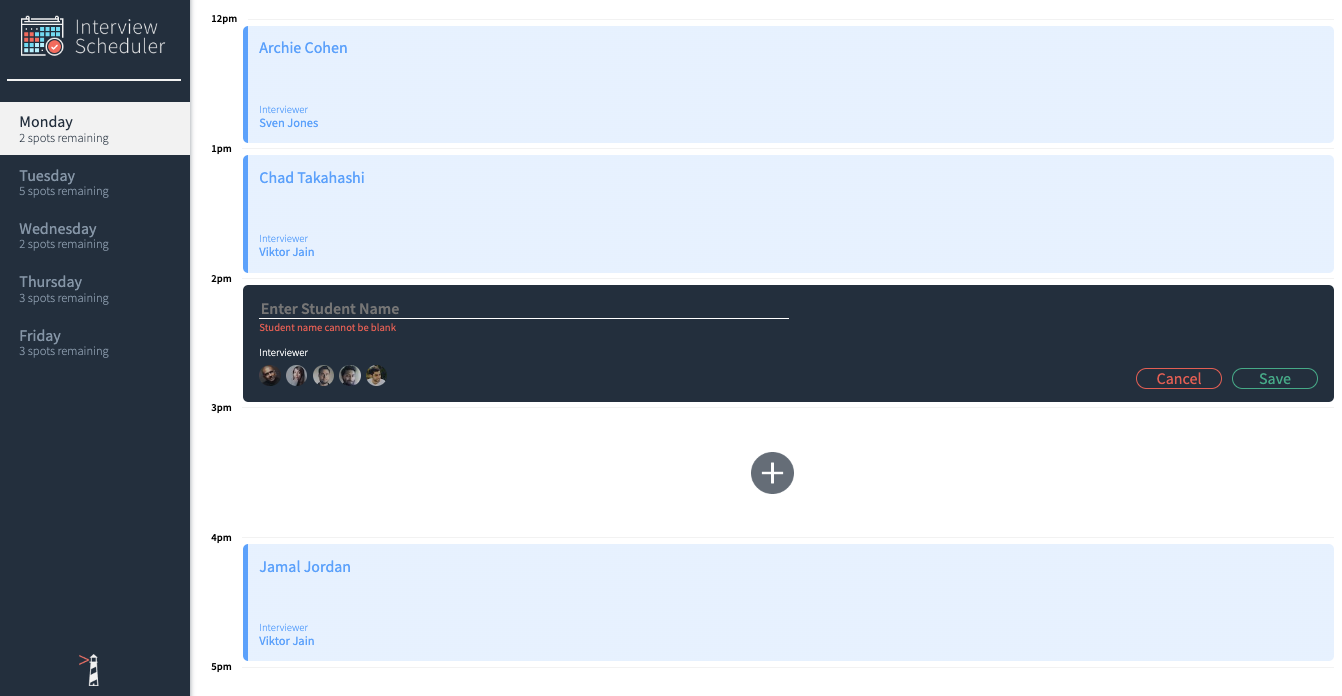 Interview
Scheduler
Monday
2 spots remaining
Tuesday
5 spots remaining
Wednesday
2 spots remaining
Thursday
3 spots remaining
Friday
3 spots remaining
12pm
Archie Cohen
Interviewer
Sven Jones
1pm
Chad Takahashi
Interviewer
Viktor Jain
2pm
Enter Student Name
Student name cannot be blank
Interviewer
Cancel
Save
3pm
4pm
Jamal Jordan
Interviewer
Viktor Jain
5pm